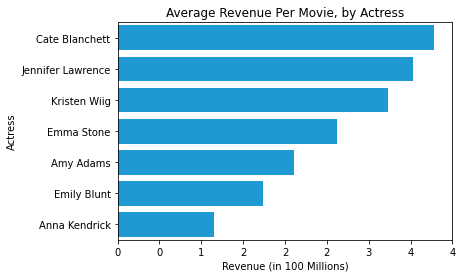 Average Revenue Per Movie, by Actress
Actress
Cate Blanchett
Jennifer Lawrence
Kristen Wiig
Emma Stone
Amy Adams
Emily Blunt
Anna Kendrick
0 0 1 2 2 2 3 4 4
Revenue (in 100 Millions)